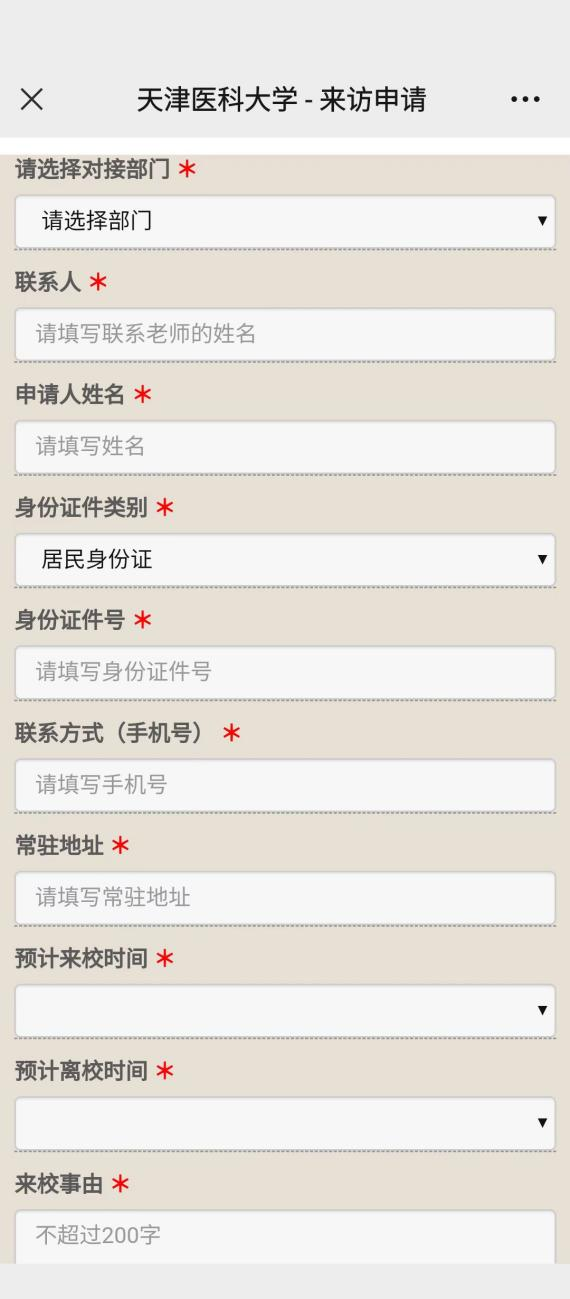 天津医科大学 - 来访申请
请选择对接部门 *
请选择部门
联系人 *
请填写联系老师的姓名
申请人姓名 *
请填写姓名
身份证件类别 *
居民身份证
身份证件号 *
请填写身份证件号
联系方式（手机号） *
请填写手机号
常驻地址 *
请填写常驻地址
预计来校时间 *
预计离校时间 *
来校事由 *
不超过200字